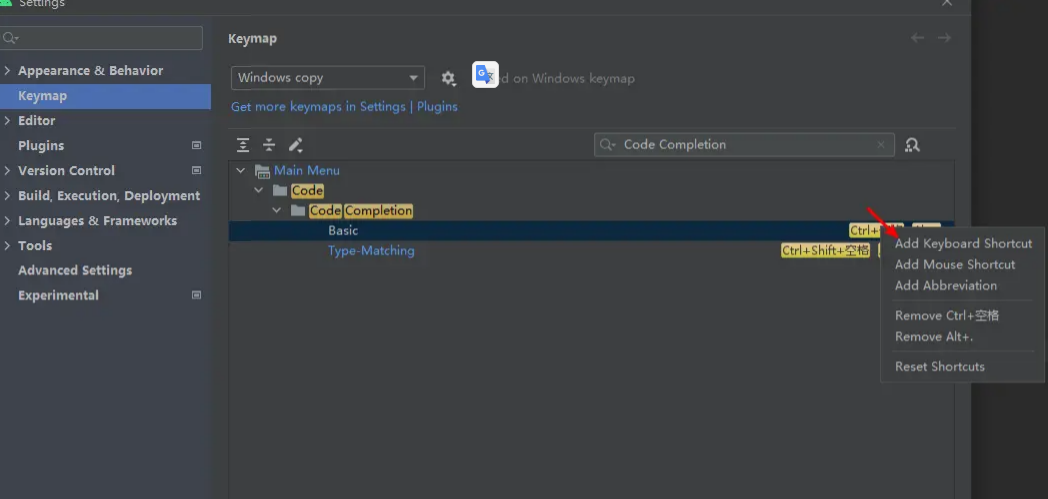 Settings
Keymap
Windows copy
d on Windows keymap
Get more keymaps in Settings | Plugins
Appearance & Behavior
Keymap
Editor
Plugins
Version Control
Build, Execution, Deployment
Languages & Frameworks
Tools
Advanced Settings
Experimental
Code Completion
Main Menu
Code
Code Completion
Basic
Ctrl+
Type-Matching
Ctrl+Shift+空格
Add Keyboard Shortcut
Add Mouse Shortcut
Add Abbreviation
Remove Ctrl+空格
Remove Alt+.
Reset Shortcuts